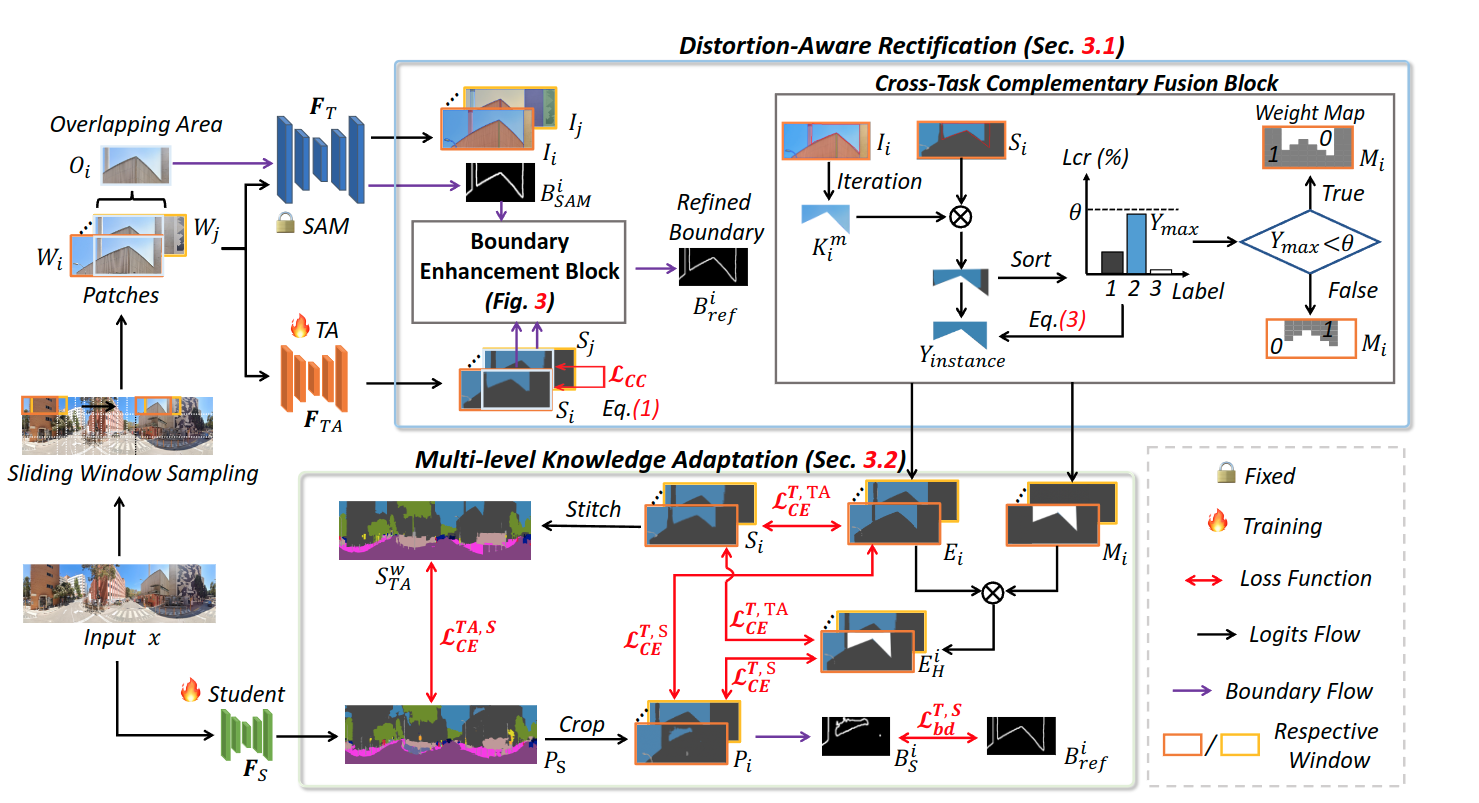 Distortion-Aware Rectification (Sec. 3.1)
Cross-Task Complementary Fusion Block
Overlapping Area
O_i
F_T
SAM
W_i
W_j
Patches
TA
F_TA
Sliding Window Sampling
Input x
Student
F_S
I_j
I_i
B^i_SAM
Boundary
Enhancement Block
(Fig. 3)
Refined
Boundary
B^i_ref
S_j
S_i
L_CC
Eq.(1)
I_i
S_i
Iteration
K_i^m
Sort
Y_instance
Eq.(3)
Lcr (%)
θ
Y_max
1 2 3 Label
Weight Map
1
0
M_i
True
Y_max<θ
False
0
1
M_i
Multi-level Knowledge Adaptation (Sec. 3.2)
S^w_TA
Stitch
S_i
L^T,TA_CE
E_i
M_i
L^TA,S_CE
L^T,S_CE
L^T,TA_CE
L^T,S_CE
E^i_H
P_S
Crop
P_i
B^i_S
L^T,S_bd
B^i_ref
Fixed
Training
Loss Function
Logits Flow
Boundary Flow
/
Respective
Window